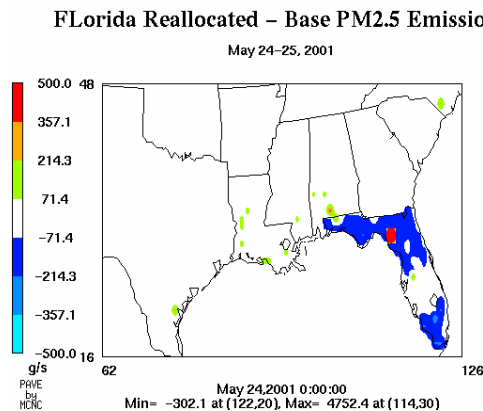 FLorida Reallocated – Base PM2.5 Emissio
May 24–25, 2001
500.0
357.1
214.3
71.4
−71.4
−214.3
−357.1
−500.0
g/s
PAVE
by
MCNC
48
16
62
126
May 24,2001 0:00:00
Min= −302.1 at (122,20), Max= 4752.4 at (114,30)